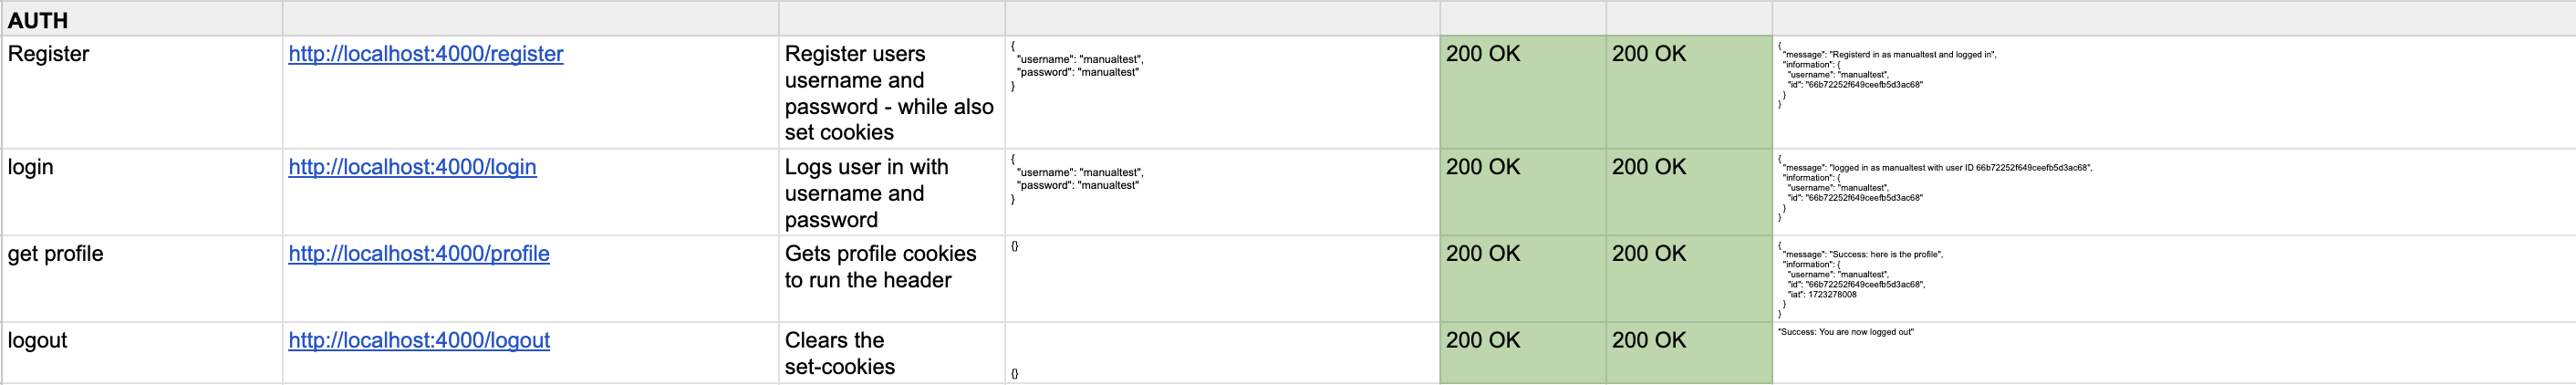 AUTH
Register
http://localhost:4000/register
Register users
username and
password - while also
set cookies
{
"username": "manualtest",
"password": "manualtest"
}
200 OK
200 OK
{
"message": "Registerd in as manualtest and logged in",
"information": {
"username": "manualtest",
"id": "66b72252f649ceefb5d3ac68"
}
}
login
http://localhost:4000/login
Logs user in with
username and
password
{
"username": "manualtest",
"password": "manualtest"
}
200 OK
200 OK
{
"message": "logged in as manualtest with user ID 66b72252f649ceefb5d3ac68",
"information": {
"username": "manualtest",
"id": "66b72252f649ceefb5d3ac68"
}
}
get profile
http://localhost:4000/profile
Gets profile cookies
to run the header
{}
200 OK
200 OK
{
"message": "Success: here is the profile",
"information": {
"username": "manualtest",
"id": "66b72252f649ceefb5d3ac68",
"iat": 1723278008
}
}
logout
http://localhost:4000/logout
Clears the
set-cookies
{}
200 OK
200 OK
"Success: You are now logged out"